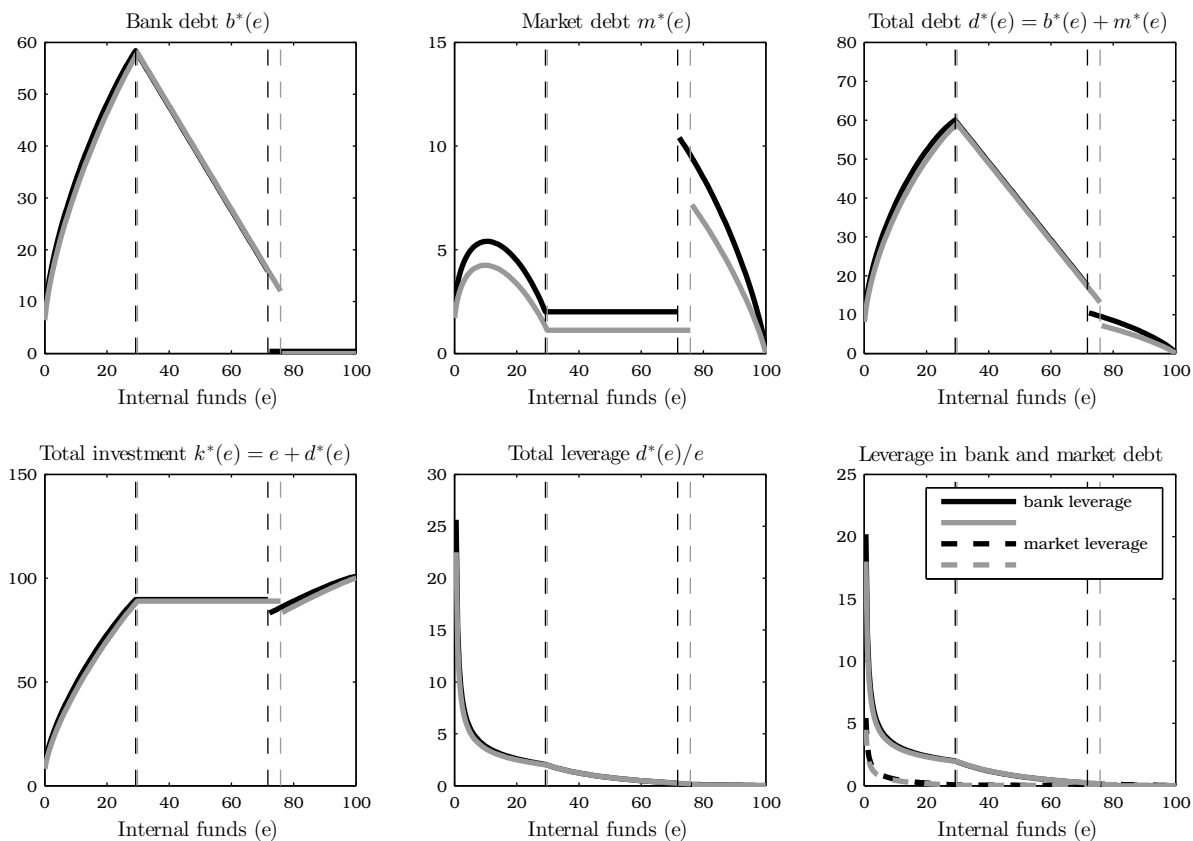 Bank debt b*(e)
60
50
40
30
20
10
0
0 20 40 60 80 100
Internal funds (e)
Market debt m*(e)
15
10
5
0
0 20 40 60 80 100
Internal funds (e)
Total debt d*(e) = b*(e) + m*(e)
80
70
60
50
40
30
20
10
0
0 20 40 60 80 100
Internal funds (e)
Total investment k*(e) = e + d*(e)
150
100
50
0
0 20 40 60 80 100
Internal funds (e)
Total leverage d*(e)/e
30
25
20
15
10
5
0
0 20 40 60 80 100
Internal funds (e)
Leverage in bank and market debt
25
20
15
10
5
0
bank leverage
market leverage
0 20 40 60 80 100
Internal funds (e)